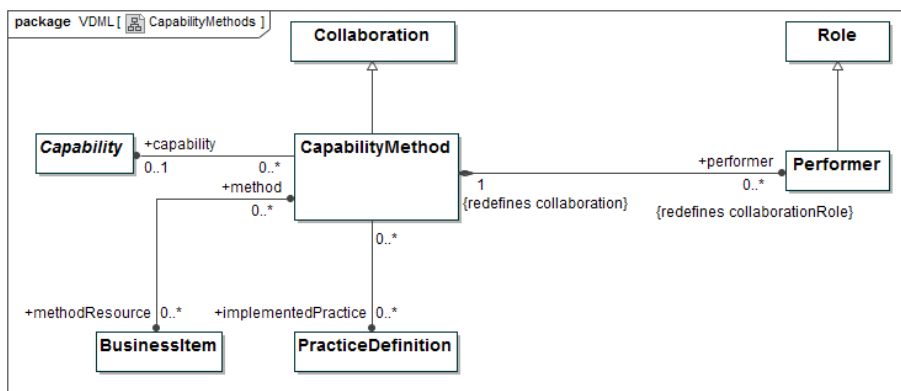 package VDML [ CapabilityMethods ]
Collaboration
Role
Capability
+capability
0..1
0..*
CapabilityMethod
+performer
1
0..*
Performer
+method
0..*
{redefines collaboration}
{redefines collaborationRole}
0..*
+methodResource
0..*
+implementedPractice
0..*
BusinessItem
PracticeDefinition